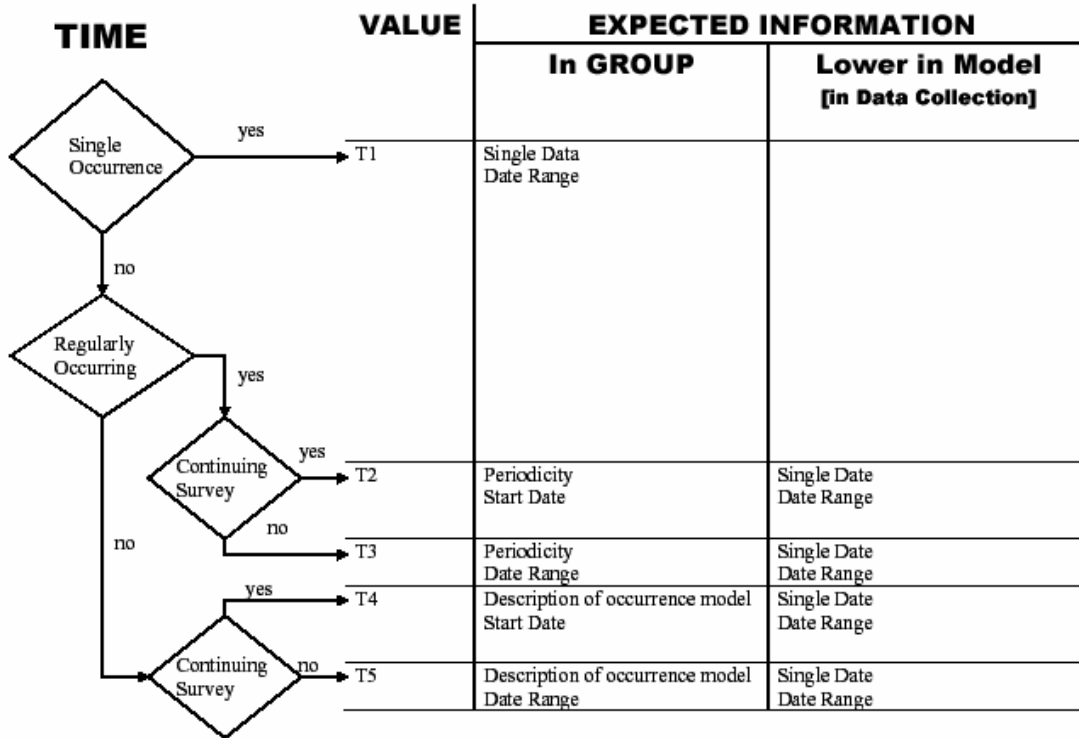 TIME
VALUE
EXPECTED INFORMATION
In GROUP
Lower in Model
[in Data Collection]
Single
Occurrence
yes
T1
Single Data
Date Range
no
Regularly
Occurring
yes
Continuing
Survey
yes
T2
Periodicity
Start Date
Single Date
Date Range
no
T3
Periodicity
Date Range
Single Date
Date Range
no
yes
T4
Description of occurrence model
Start Date
Single Date
Date Range
Continuing
Survey
no
T5
Description of occurrence model
Date Range
Single Date
Date Range